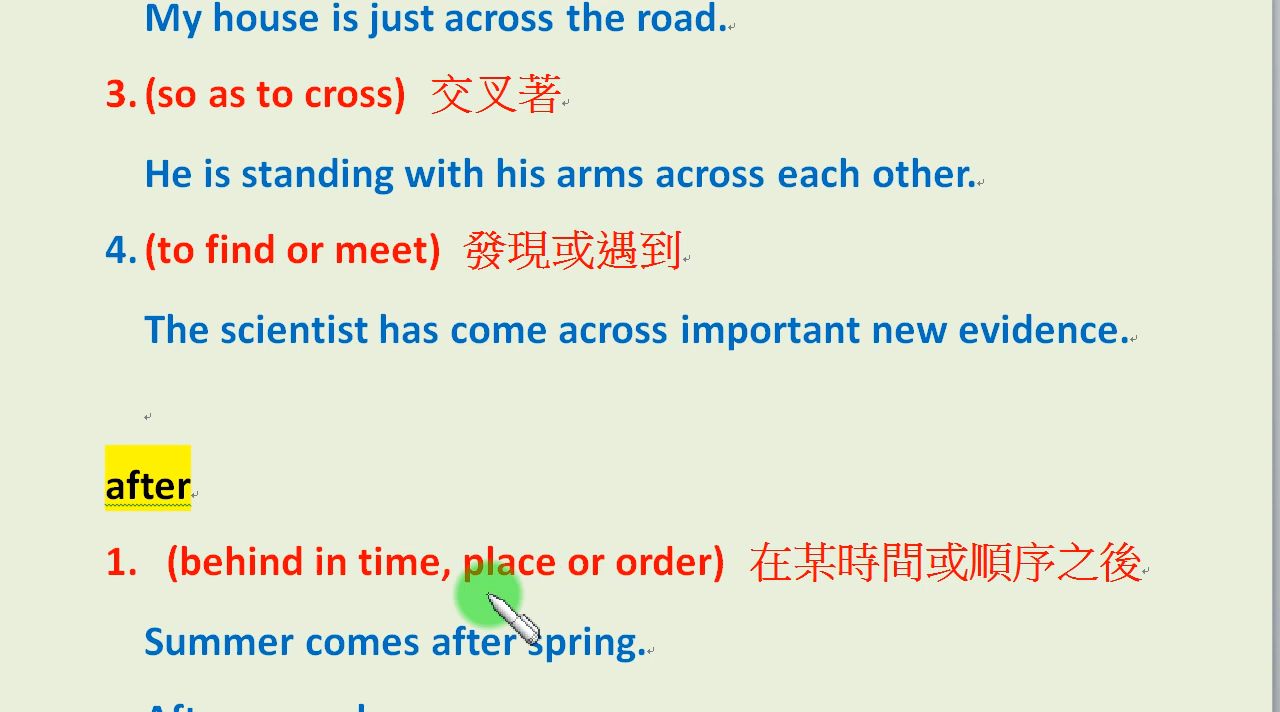 My house is just across the road.
3. (so as to cross) 交叉著
He is standing with his arms across each other.
4. (to find or meet) 發現或遇到
The scientist has come across important new evidence.
after
1. (behind in time, place or order) 在某時間或順序之後
Summer comes after spring.